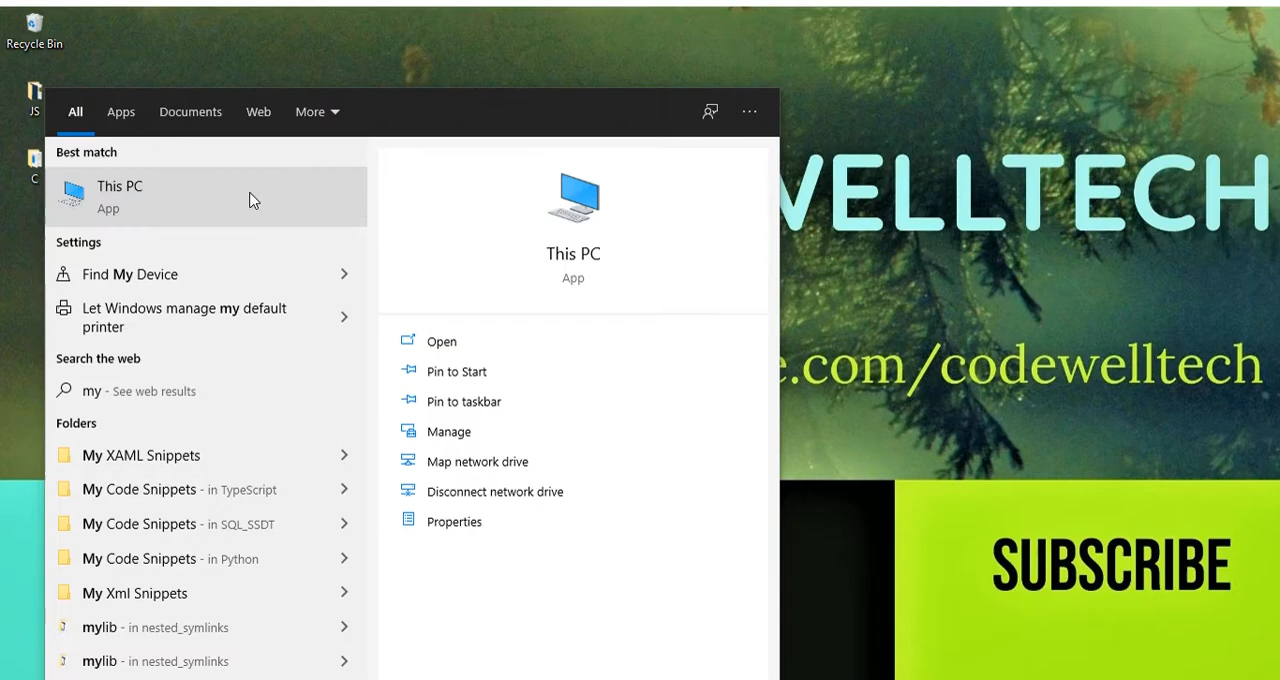 Recycle Bin
JS
C
All Apps Documents Web More
Best match
This PC
App
Settings
Find My Device
Let Windows manage my default
printer
Search the web
my - See web results
Folders
My XAML Snippets
My Code Snippets - in TypeScript
My Code Snippets - in SQL_SSDT
My Code Snippets - in Python
My Xml Snippets
mylib - in nested_symlinks
mylib - in nested_symlinks
This PC
App
Open
Pin to Start
Pin to taskbar
Manage
Map network drive
Disconnect network drive
Properties
WELLTECH
e.com/codewelltech
SUBSCRIBE